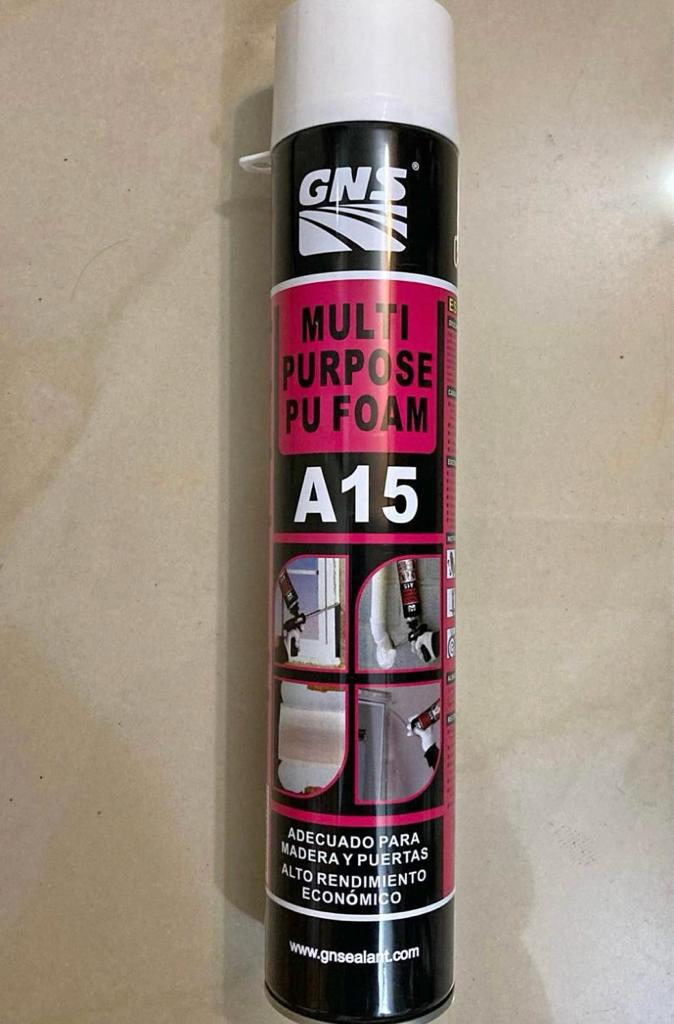 GNS®
MULTI
PURPOSE
PU FOAM
A15
ADECUADO PARA
MADERA Y PUERTAS
ALTO RENDIMIENTO
ECONÓMICO
www.gnsealant.com